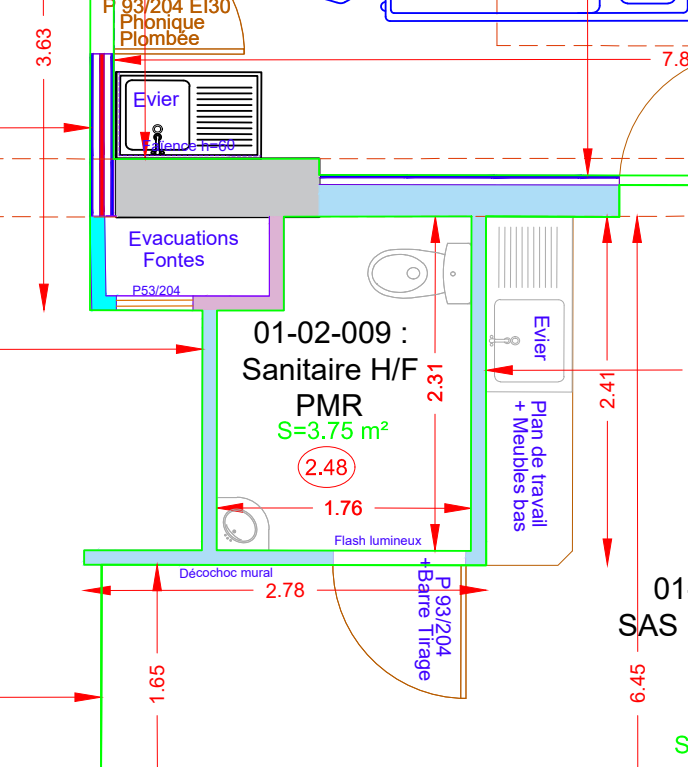 P 93/204 EI30
Phonique
Plombée
3.63
7.8
Evier
Faïence h=60
Evacuations
Fontes
P53/204
01-02-009 :
Sanitaire H/F
PMR
S=3.75 m²
2.48
1.76
2.31
Evier
2.41
Plan de travail
+ Meubles bas
Flash lumineux
Décochoc mural
2.78
P 93/204
+Barre Tirage
1.65
6.45
01
SAS
S